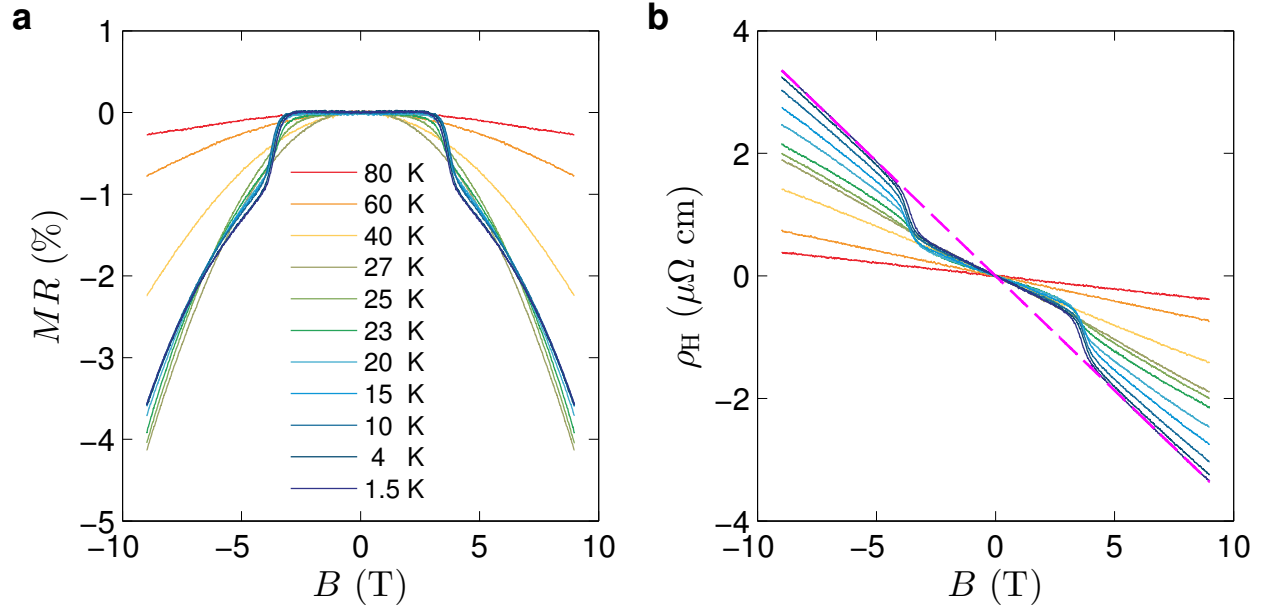 a
1
0
−1
−2
−3
−4
−5
MR (%)
−10 −5 0 5 10
B (T)
80 K
60 K
40 K
27 K
25 K
23 K
20 K
15 K
10 K
4 K
1.5 K
b
4
2
0
−2
−4
ρH (μΩ cm)
−10 −5 0 5 10
B (T)